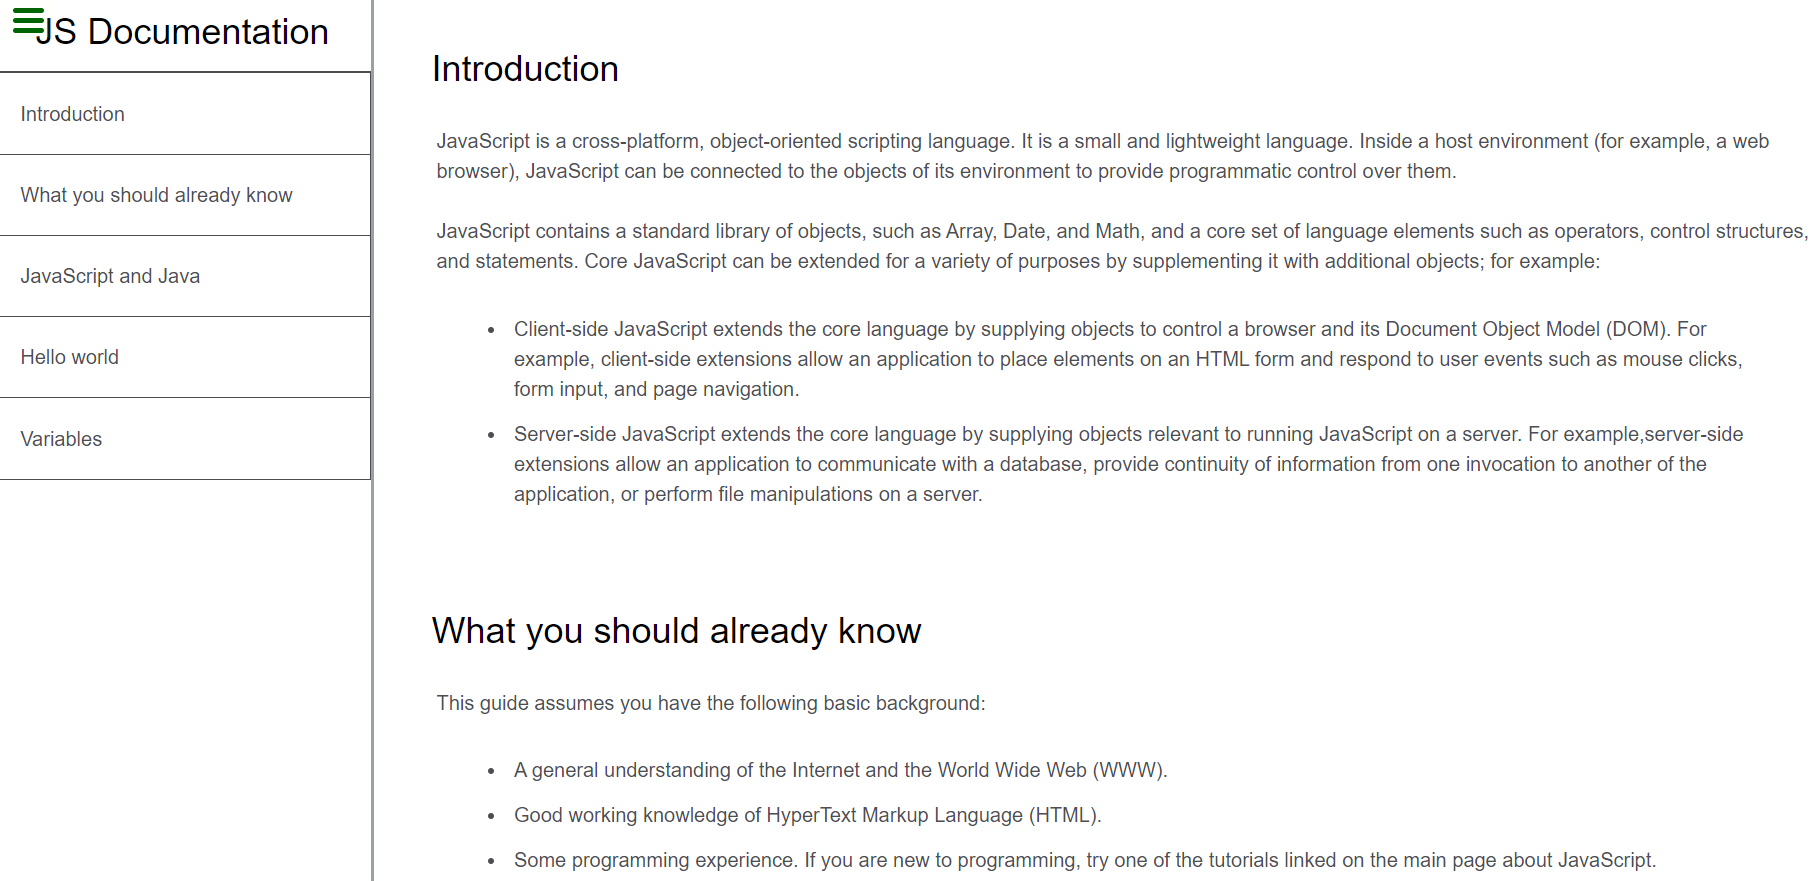 JS Documentation
Introduction
What you should already know
JavaScript and Java
Hello world
Variables
Introduction
JavaScript is a cross-platform, object-oriented scripting language. It is a small and lightweight language. Inside a host environment (for example, a web
browser), JavaScript can be connected to the objects of its environment to provide programmatic control over them.
JavaScript contains a standard library of objects, such as Array, Date, and Math, and a core set of language elements such as operators, control structures,
and statements. Core JavaScript can be extended for a variety of purposes by supplementing it with additional objects; for example:
• Client-side JavaScript extends the core language by supplying objects to control a browser and its Document Object Model (DOM). For
example, client-side extensions allow an application to place elements on an HTML form and respond to user events such as mouse clicks,
form input, and page navigation.
• Server-side JavaScript extends the core language by supplying objects relevant to running JavaScript on a server. For example,server-side
extensions allow an application to communicate with a database, provide continuity of information from one invocation to another of the
application, or perform file manipulations on a server.
What you should already know
This guide assumes you have the following basic background:
• A general understanding of the Internet and the World Wide Web (WWW).
• Good working knowledge of HyperText Markup Language (HTML).
• Some programming experience. If you are new to programming, try one of the tutorials linked on the main page about JavaScript.